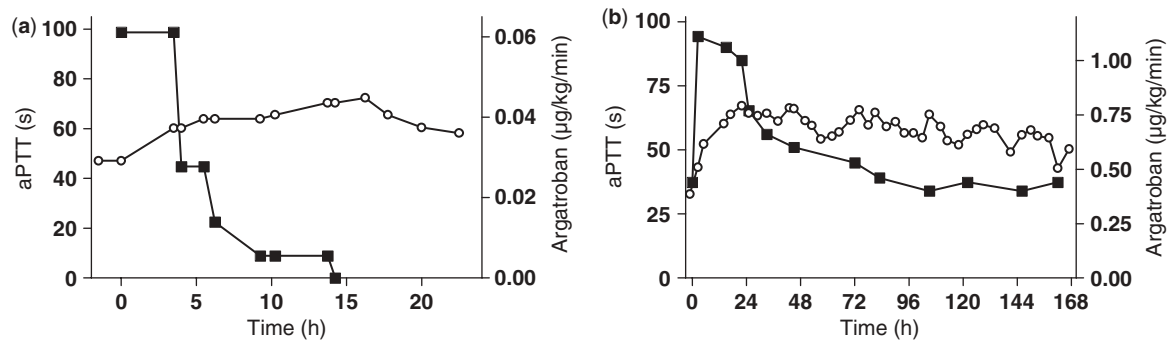 (a)
100
80
60
40
20
0
aPTT (s)
0 5 10 15 20
Time (h)
0.06
0.04
0.02
0.00
Argatroban (µg/kg/min)
(b)
100
75
50
25
0
aPTT (s)
0 24 48 72 96 120 144 168
Time (h)
1.00
0.75
0.50
0.25
0.00
Argatroban (µg/kg/min)